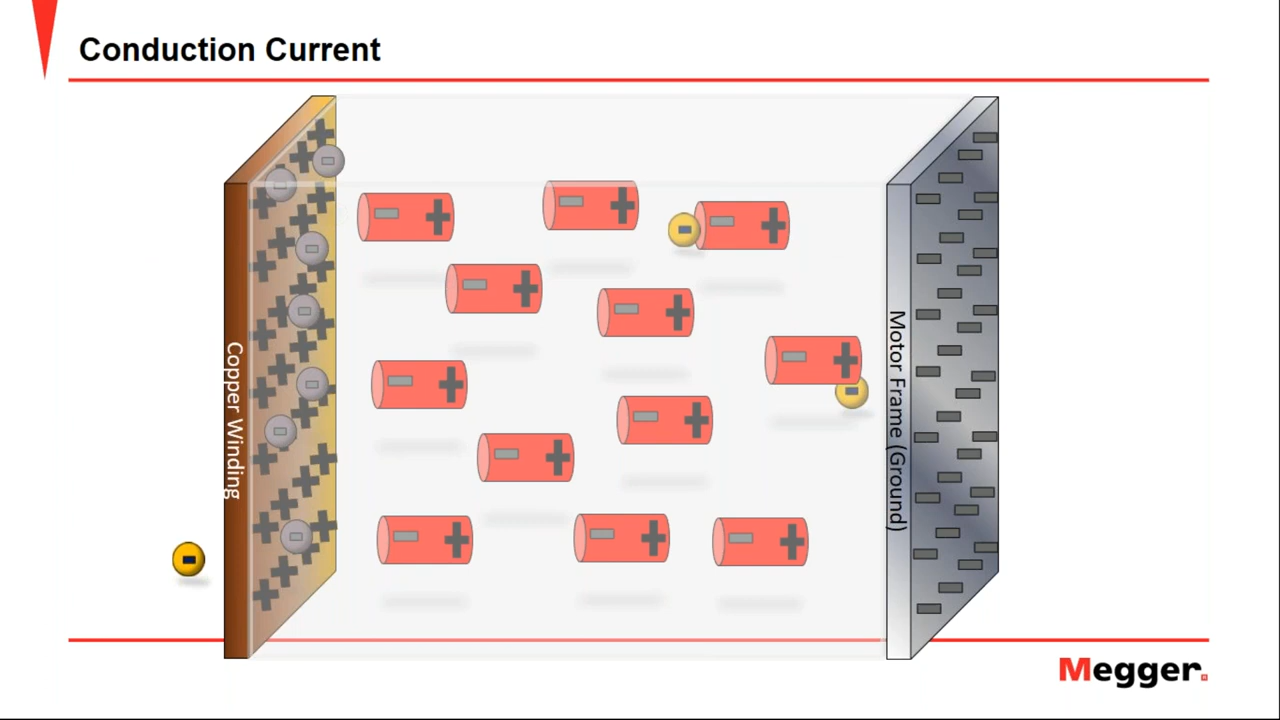 Conduction Current
Copper Winding
Motor Frame (Ground)
Megger.